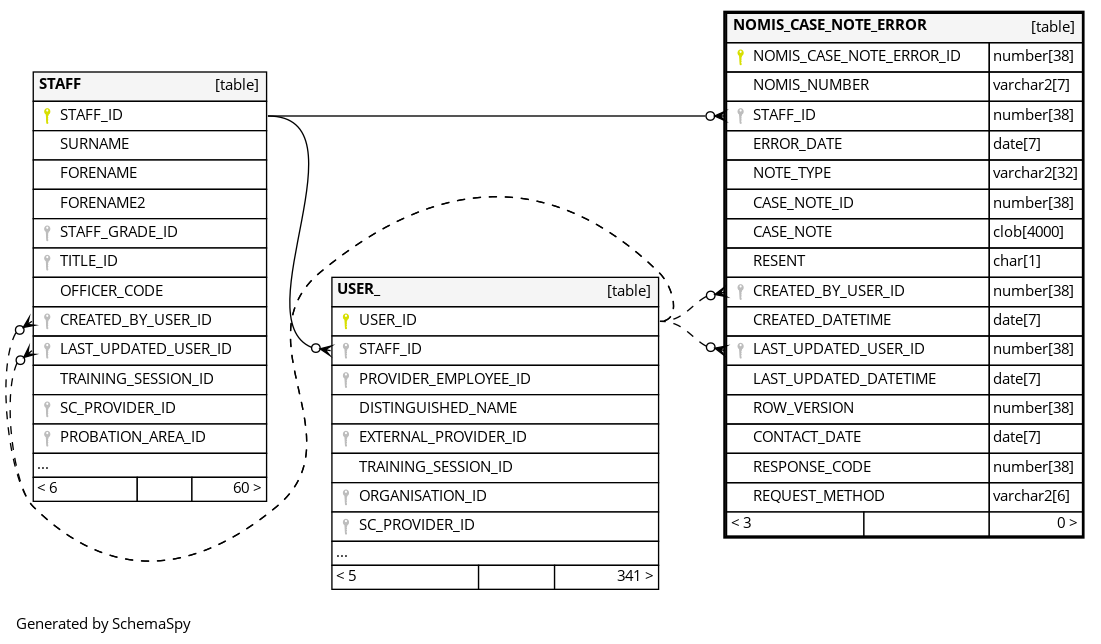 STAFF [table]
STAFF_ID
SURNAME
FORENAME
FORENAME2
STAFF_GRADE_ID
TITLE_ID
OFFICER_CODE
CREATED_BY_USER_ID
LAST_UPDATED_USER_ID
TRAINING_SESSION_ID
SC_PROVIDER_ID
PROBATION_AREA_ID
...
< 6 60 >
USER_ [table]
USER_ID
STAFF_ID
PROVIDER_EMPLOYEE_ID
DISTINGUISHED_NAME
EXTERNAL_PROVIDER_ID
TRAINING_SESSION_ID
ORGANISATION_ID
SC_PROVIDER_ID
...
< 5 341 >
NOMIS_CASE_NOTE_ERROR [table]
NOMIS_CASE_NOTE_ERROR_ID number[38]
NOMIS_NUMBER varchar2[7]
STAFF_ID number[38]
ERROR_DATE date[7]
NOTE_TYPE varchar2[32]
CASE_NOTE_ID number[38]
CASE_NOTE clob[4000]
RESENT char[1]
CREATED_BY_USER_ID number[38]
CREATED_DATETIME date[7]
LAST_UPDATED_USER_ID number[38]
LAST_UPDATED_DATETIME date[7]
ROW_VERSION number[38]
CONTACT_DATE date[7]
RESPONSE_CODE number[38]
REQUEST_METHOD varchar2[6]
< 3 0 >
Generated by SchemaSpy